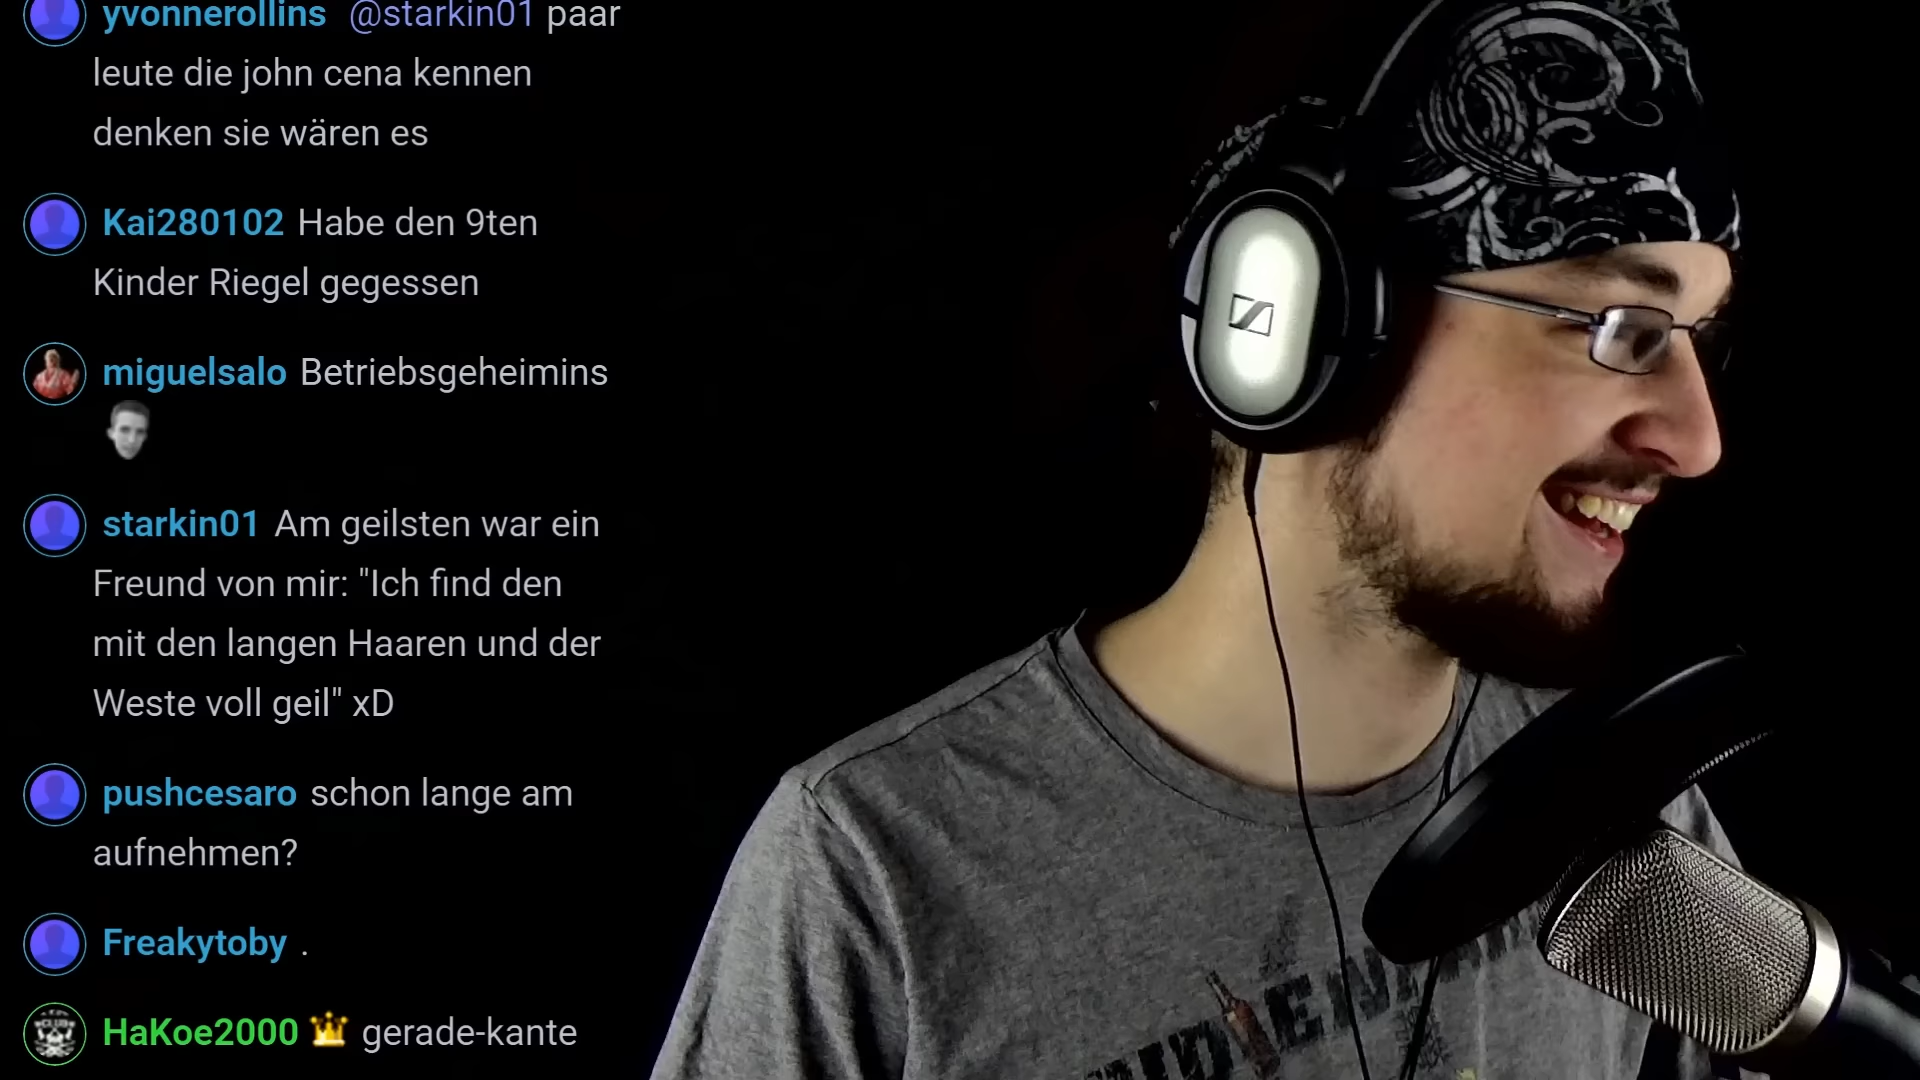 yvonnerollins @starkin01 paar
leute die john cena kennen
denken sie wären es
Kai280102 Habe den 9ten
Kinder Riegel gegessen
miguelsalo Betriebsgeheimins
starkin01 Am geilsten war ein
Freund von mir: "Ich find den
mit den langen Haaren und der
Weste voll geil" xD
pushcesaro schon lange am
aufnehmen?
Freakytoby .
HaKoe2000 gerade-kante